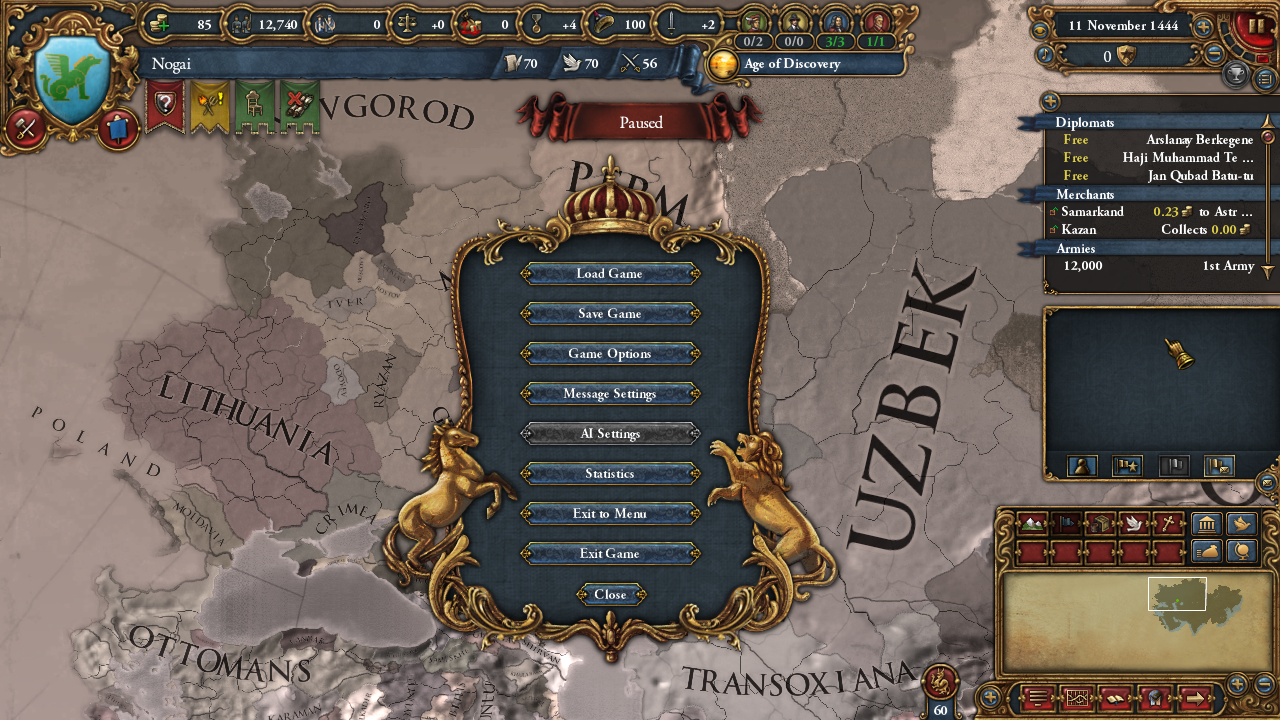 85 12,740 0 +0 0 +4 100 +2
0/2 0/0 3/3 1/1
11 November 1444
0
Nogai 70 70 56
Age of Discovery
Paused
Diplomats
Free Arslanay Berkegene
Free Haji Muhammad Te ...
Free Jan Qubad Batu-tu
Merchants
Samarkand 0.23 to Astr ...
Kazan Collects 0.00
Armies
12,000 1st Army
Load Game
Save Game
Game Options
Message Settings
AI Settings
Statistics
Exit to Menu
Exit Game
Close
PERM
TVER
RYAZAN
ODOYEV
LITHUANIA
POLAND
MOLDAVIA
CRIMEA
UZBEK
OTTOMANS
KARAMAN
TRANSOXIANA
60